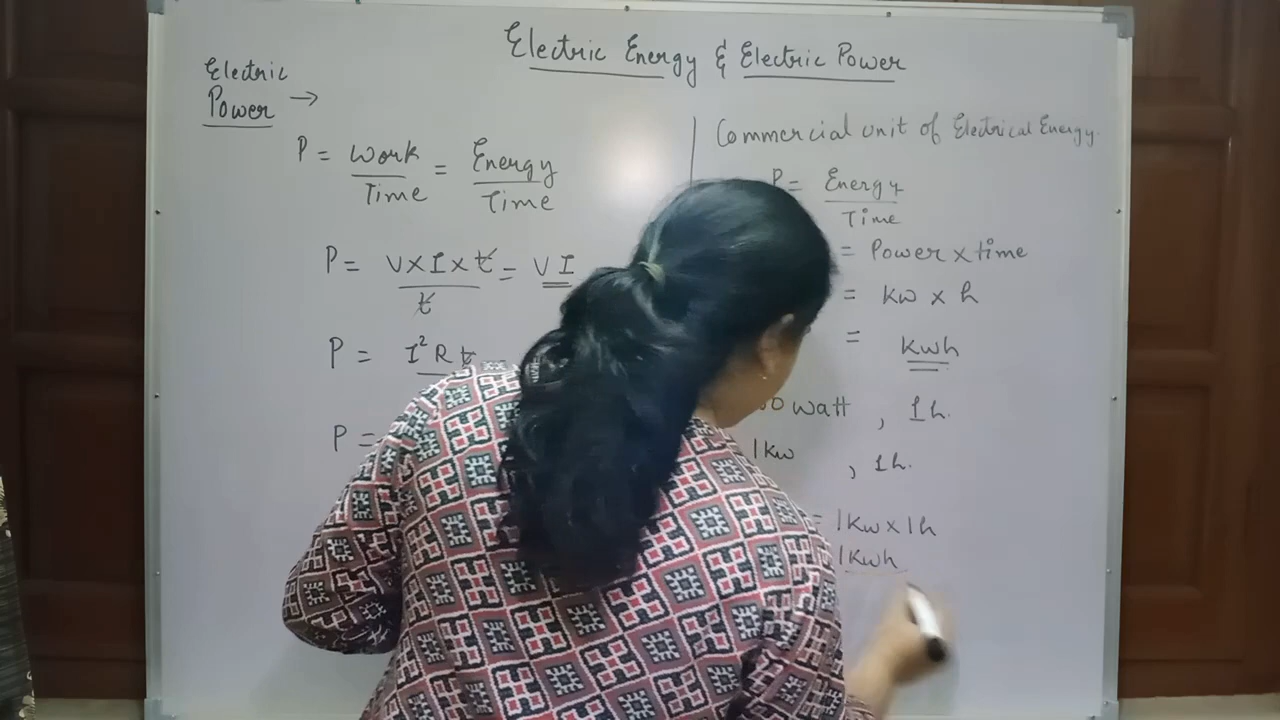 Electric Energy & Electric Power
Electric
Power →
P = Work/Time = Energy/Time
P = V×I×t/t = VI
P = I²Rt
P =
Commercial unit of Electrical Energy.
P = Energy/Time
= Power × time
= Kw × h
= Kwh
watt , 1h.
1Kw , 1h.
= 1Kw × 1h
1Kwh